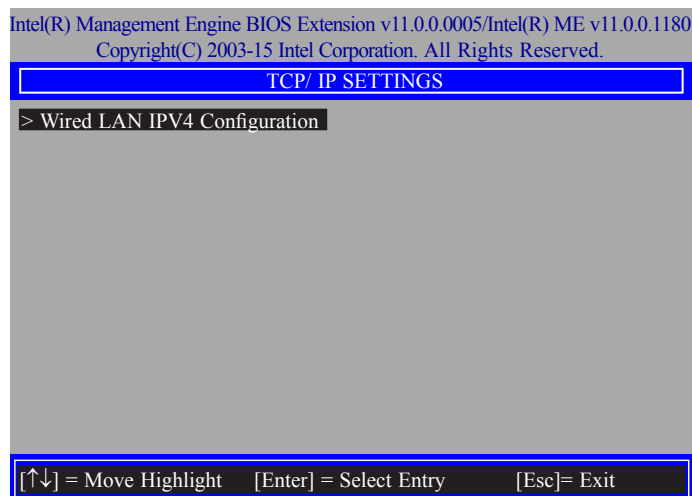 Intel(R) Management Engine BIOS Extension v11.0.0.0005/Intel(R) ME v11.0.0.1180
Copyright(C) 2003-15 Intel Corporation. All Rights Reserved.
TCP/ IP SETTINGS
> Wired LAN IPV4 Configuration
[↑↓] = Move Highlight [Enter] = Select Entry [Esc]= Exit